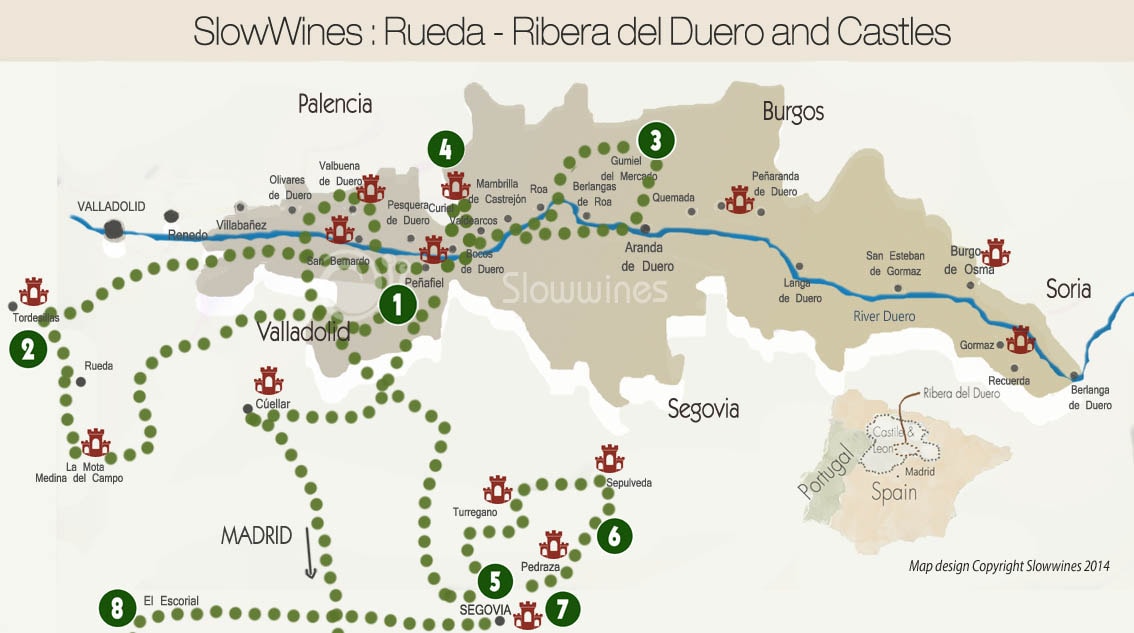 SlowWines : Rueda - Ribera del Duero and Castles
Palencia
Burgos
4
3
Gumiel
del Mercado
Valbuena
de Duero
Olivares
de Duero
Mambrilla
de Castrejón
Roa
Berlangas
de Roa
Peñaranda
de Duero
Quemada
VALLADOLID
Renedo
Villabañez
Pesquera
de Duero
Curiel
Valdearcos
San Bernardo
Bocos
de Duero
Peñafiel
Aranda
de Duero
San Esteban
de Gormaz
Burgo
de Osma
Langa
de Duero
Soria
Slowwines
1
River Duero
Tordesillas
2
Valladolid
Gormaz
Rueda
Recuerda
Berlanga
de Duero
Cúellar
Segovia
Ribera del Duero
Castile &
Leon
Portugal
Madrid
Spain
La Mota
Medina del Campo
Sepulveda
Turregano
MADRID
6
Pedraza
Map design Copyright Slowwines 2014
5
8
El Escorial
SEGOVIA
7